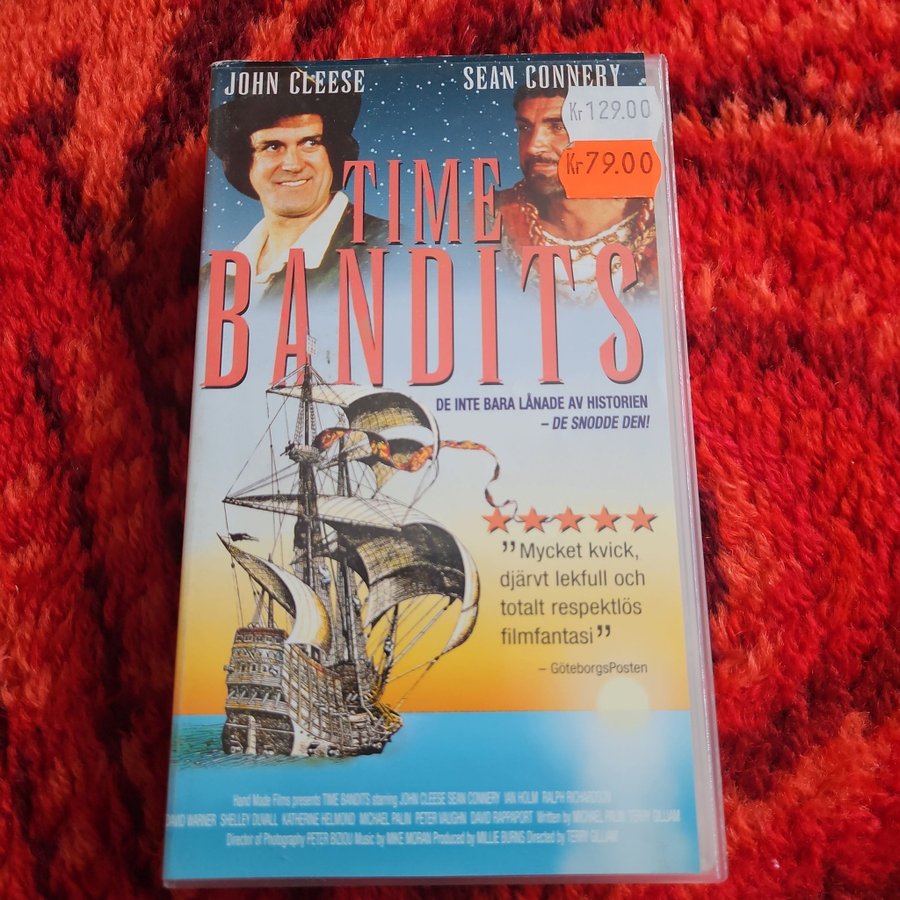 JOHN CLEESE
SEAN CONNERY
Kr129.00
Kr79.00
TIME
BANDITS
DE INTE BARA LÅNADE AV HISTORIEN
– DE SNODDE DEN!
”Mycket kvick,
djärvt lekfull och
totalt respektlös
filmfantasi”
– GöteborgsPosten
Hand Made Films presents TIME BANDITS starring JOHN CLEESE SEAN CONNERY IAN HOLM RALPH RICHARDSON
DAVID WARNER SHELLEY DUVALL KATHERINE HELMOND MICHAEL PALIN PETER VAUGHN DAVID RAPPAPORT Written by MICHAEL PALIN TERRY GILLIAM
Director of Photography PETER BIZIOU Music by MIKE MORAN Produced by MILLIE BURNS Directed by TERRY GILLIAM